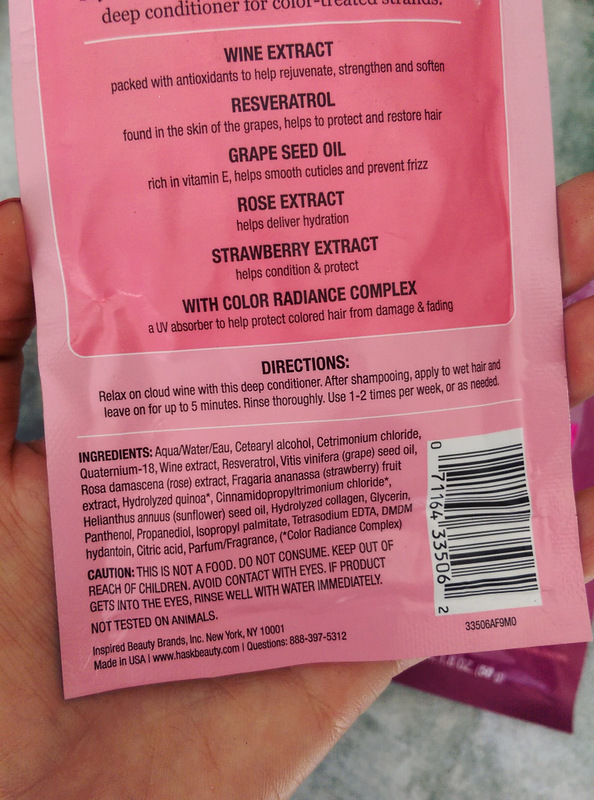 deep conditioner for color-treated strands.
WINE EXTRACT
packed with antioxidants to help rejuvenate, strengthen and soften
RESVERATROL
found in the skin of the grapes, helps to protect and restore hair
GRAPE SEED OIL
rich in vitamin E, helps smooth cuticles and prevent frizz
ROSE EXTRACT
helps deliver hydration
STRAWBERRY EXTRACT
helps condition & protect
WITH COLOR RADIANCE COMPLEX
a UV absorber to help protect colored hair from damage & fading
DIRECTIONS:
Relax on cloud wine with this deep conditioner. After shampooing, apply to wet hair and
leave on for up to 5 minutes. Rinse thoroughly. Use 1-2 times per week, or as needed.
INGREDIENTS: Aqua/Water/Eau, Cetearyl alcohol, Cetrimonium chloride,
Quaternium-18, Wine extract, Resveratrol, Vitis vinifera (grape) seed oil,
Rosa damascena (rose) extract, Fragaria ananassa (strawberry) fruit
extract, Hydrolyzed quinoa*, Cinnamidopropyltrimonium chloride*,
Helianthus annuus (sunflower) seed oil, Hydrolyzed collagen, Glycerin,
Panthenol, Propanediol, Isopropyl palmitate, Tetrasodium EDTA, DMDM
hydantoin, Citric acid, Parfum/Fragrance, (*Color Radiance Complex)
CAUTION: THIS IS NOT A FOOD. DO NOT CONSUME. KEEP OUT OF
REACH OF CHILDREN. AVOID CONTACT WITH EYES. IF PRODUCT
GETS INTO THE EYES, RINSE WELL WITH WATER IMMEDIATELY.
NOT TESTED ON ANIMALS.
Inspired Beauty Brands, Inc. New York, NY 10001
Made in USA | www.haskbeauty.com | Questions: 888-397-5312
0 71164 33506 2
33506AF9M0